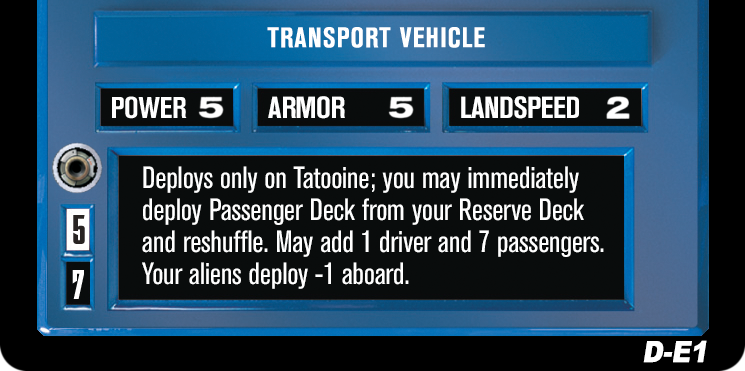 TRANSPORT VEHICLE
POWER 5 ARMOR 5 LANDSPEED 2
Deploys only on Tatooine; you may immediately
deploy Passenger Deck from your Reserve Deck
and reshuffle. May add 1 driver and 7 passengers.
Your aliens deploy -1 aboard.
5
7
D-E1